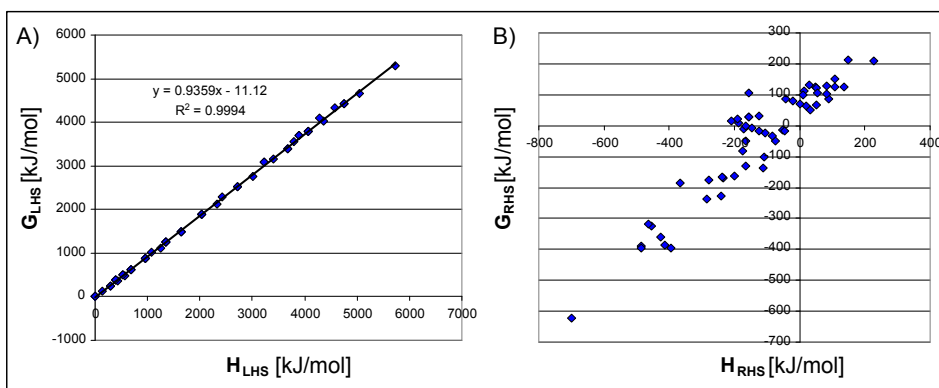 A)
G_LHS [kJ/mol]
6000
5000
4000
3000
2000
1000
0
-1000
y = 0.9359x - 11.12
R² = 0.9994
0 1000 2000 3000 4000 5000 6000 7000
H_LHS [kJ/mol]
B)
G_RHS [kJ/mol]
300
200
100
0
-100
-200
-300
-400
-500
-600
-700
-800 -600 -400 -200 0 200 400
H_RHS [kJ/mol]